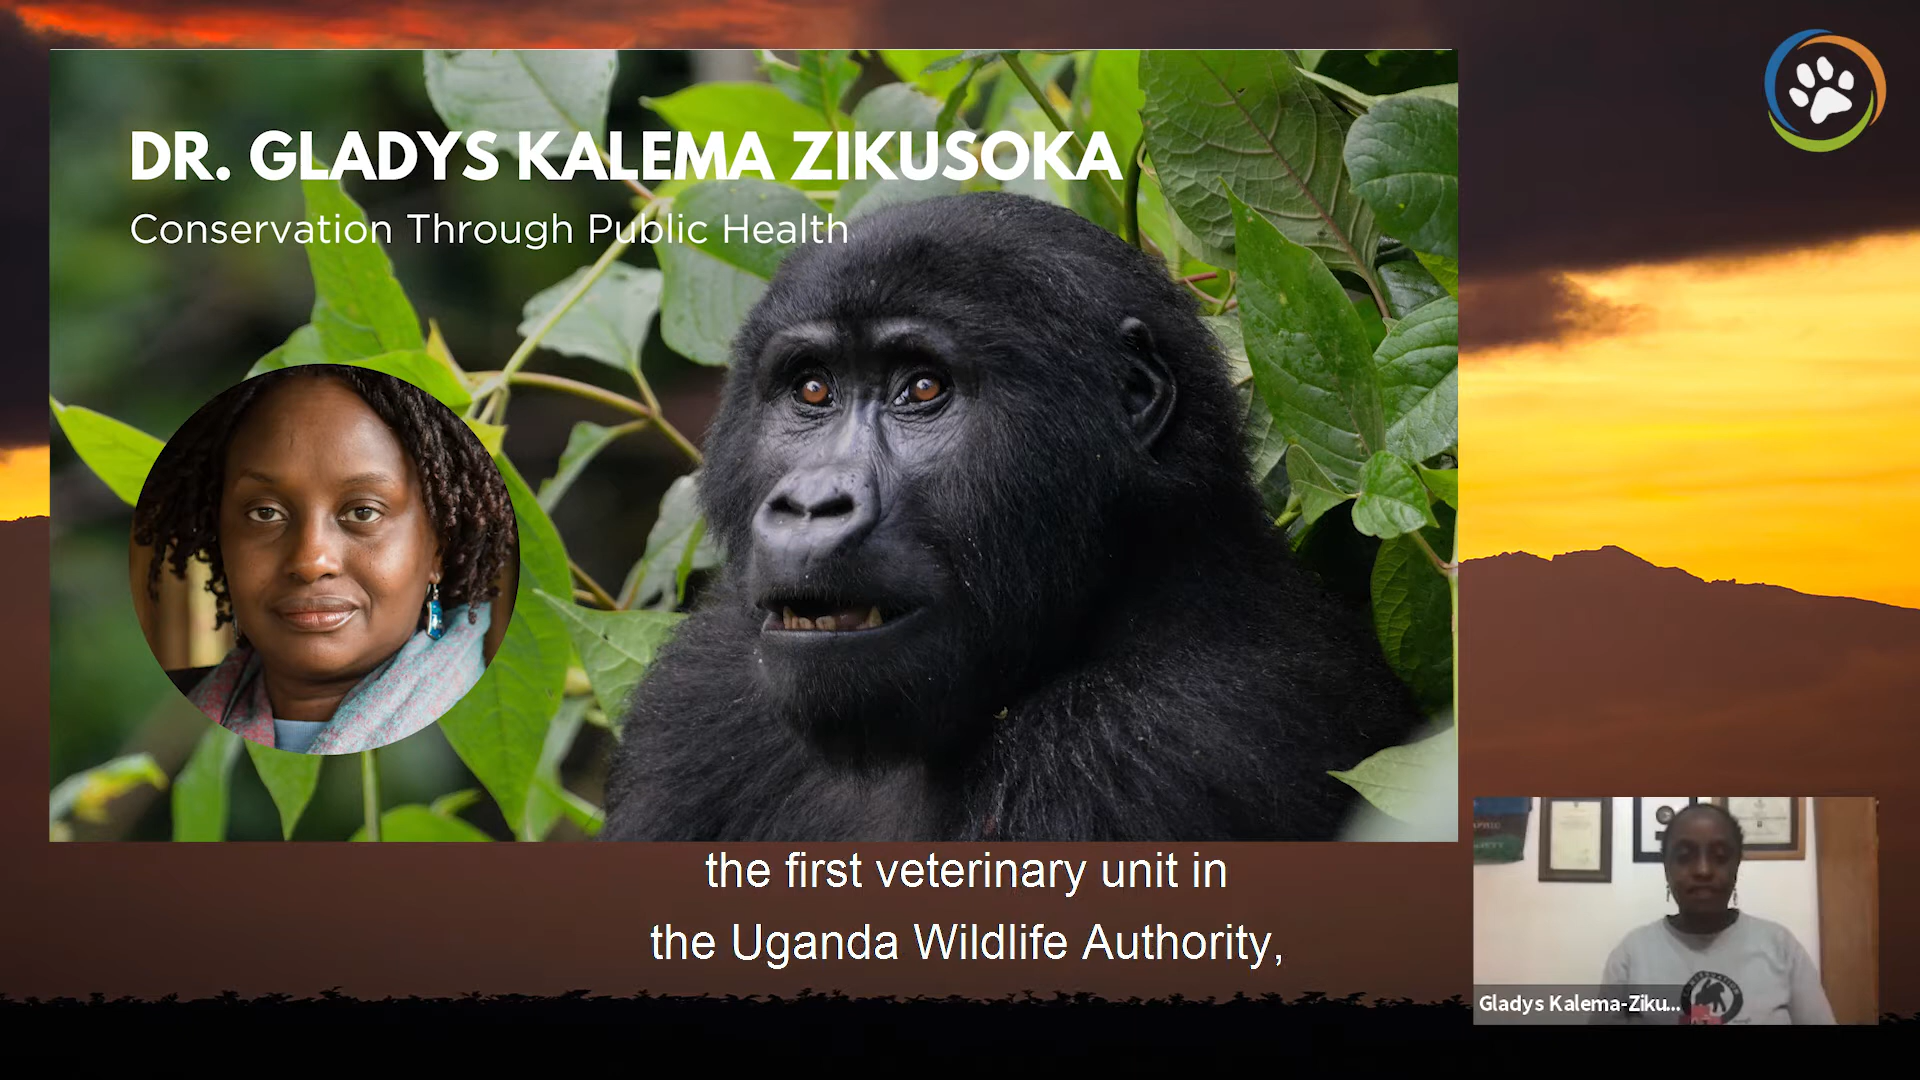 DR. GLADYS KALEMA ZIKUSOKA
Conservation Through Public Health
the first veterinary unit in
the Uganda Wildlife Authority,
Gladys Kalema-Ziku...